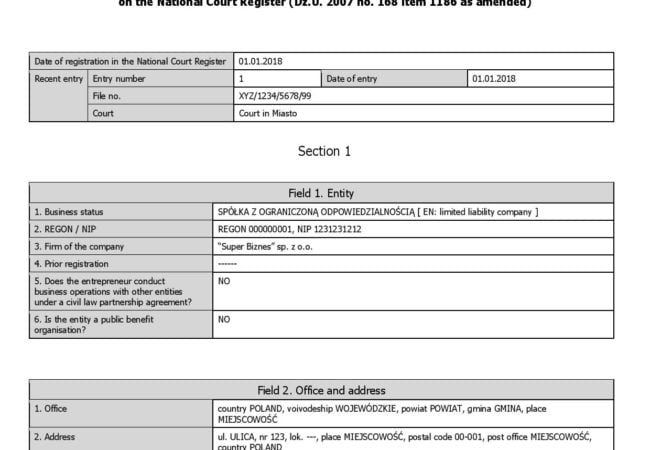 on the National Court Register (Dz.U. 2007 no. 168 item 1186 as amended)
Date of registration in the National Court Register 01.01.2018
Recent entry Entry number 1 Date of entry 01.01.2018
File no. XYZ/1234/5678/99
Court Court in Miasto
Section 1
Field 1. Entity
1. Business status SPÓŁKA Z OGRANICZONĄ ODPOWIEDZIALNOŚCIĄ [ EN: limited liability company ]
2. REGON / NIP REGON 000000001, NIP 1231231212
3. Firm of the company "Super Biznes" sp. z o.o.
4. Prior registration ------
5. Does the entrepreneur conduct NO
business operations with other entities
under a civil law partnership agreement?
6. Is the entity a public benefit NO
organisation?
Field 2. Office and address
1. Office country POLAND, voivodeship WOJEWÓDZKIE, powiat POWIAT, gmina GMINA, place
MIEJSCOWOŚĆ
2. Address ul. ULICA, nr 123, lok. ---, place MIEJSCOWOŚĆ, postal code 00-001, post office MIEJSCOWOŚĆ,
country POLAND